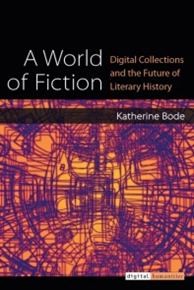 A World
of Fiction
Digital Collections
and the Future of
Literary History
Katherine Bode
digital humanities